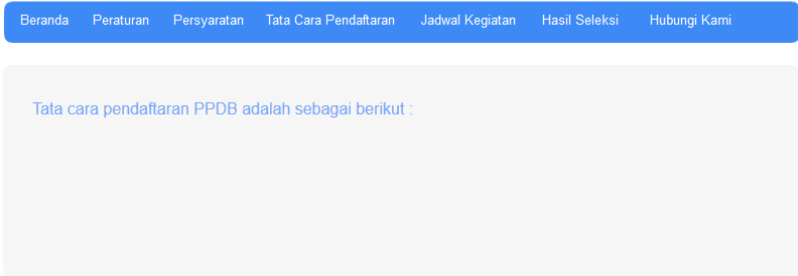 Beranda Peraturan Persyaratan Tata Cara Pendaftaran Jadwal Kegiatan Hasil Seleksi Hubungi Kami
Tata cara pendaftaran PPDB adalah sebagai berikut :